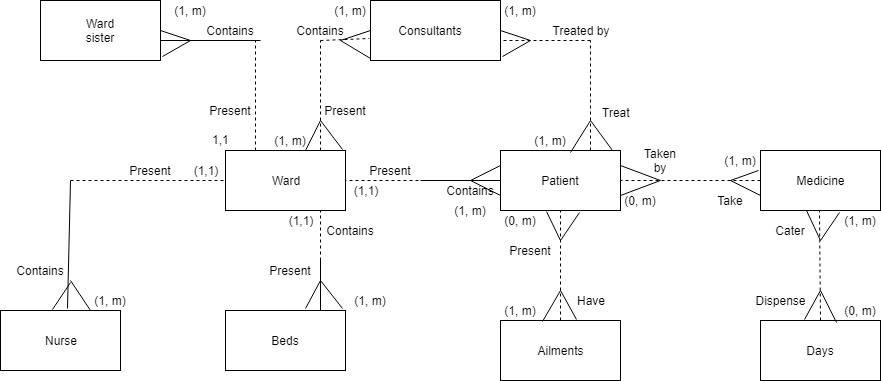 (1, m)
(1, m)
(1, m)
Ward
sister
Contains
Contains
Consultants
Treated by
Present
Present
Treat
1,1
(1, m)
(1, m)
Taken
by
(1, m)
Present
(1,1)
Ward
Present
(1,1)
Contains
Patient
Medicine
(0, m)
Take
(1, m)
(1,1)
(0, m)
(1, m)
Contains
Cater
Present
Contains
Present
(1, m)
(1, m)
(1, m)
Have
Dispense
(0, m)
Nurse
Beds
Ailments
Days